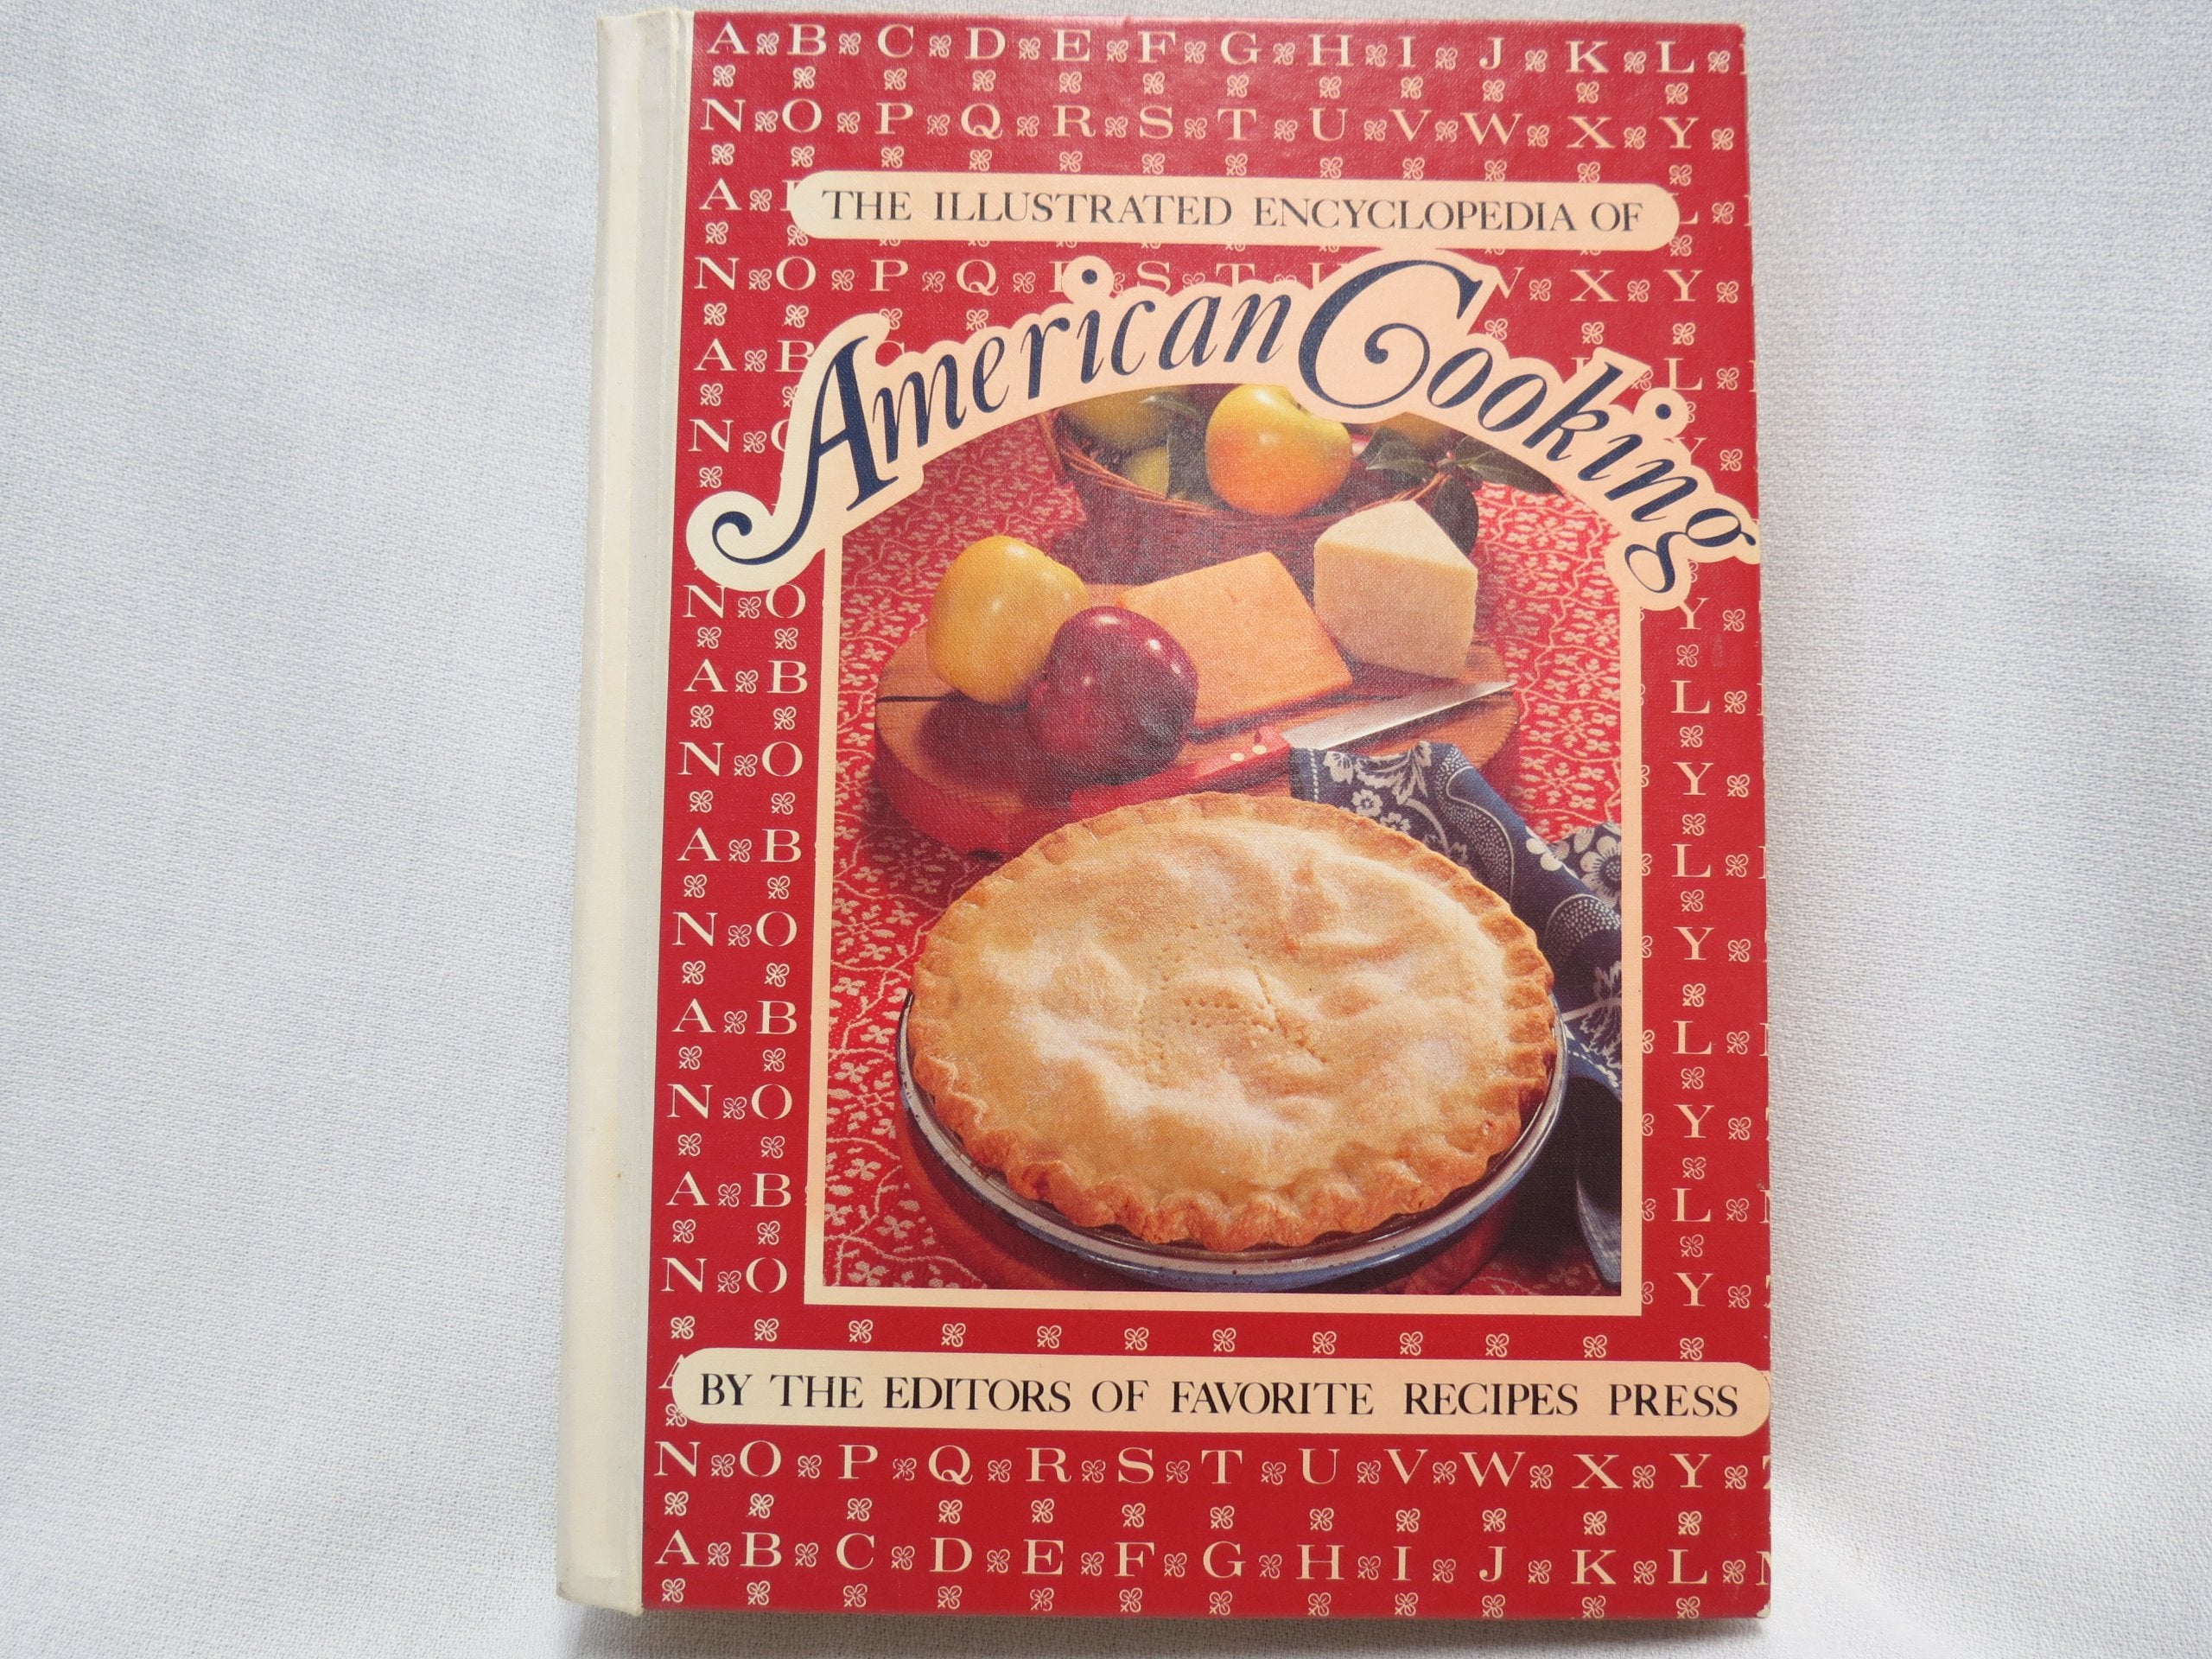 A B C D E F G H I J K L
N O P Q R S T U V W X Y
A
THE ILLUSTRATED ENCYCLOPEDIA OF
L
N O P Q S T V X Y
American Cooking
A B L
N
N O Y
A B L
N O Y
A B L
N O Y
A B L
N O Y
A B L
N O Y
BY THE EDITORS OF FAVORITE RECIPES PRESS
N O P Q R S T U V W X Y
A B C D E F G H I J K L